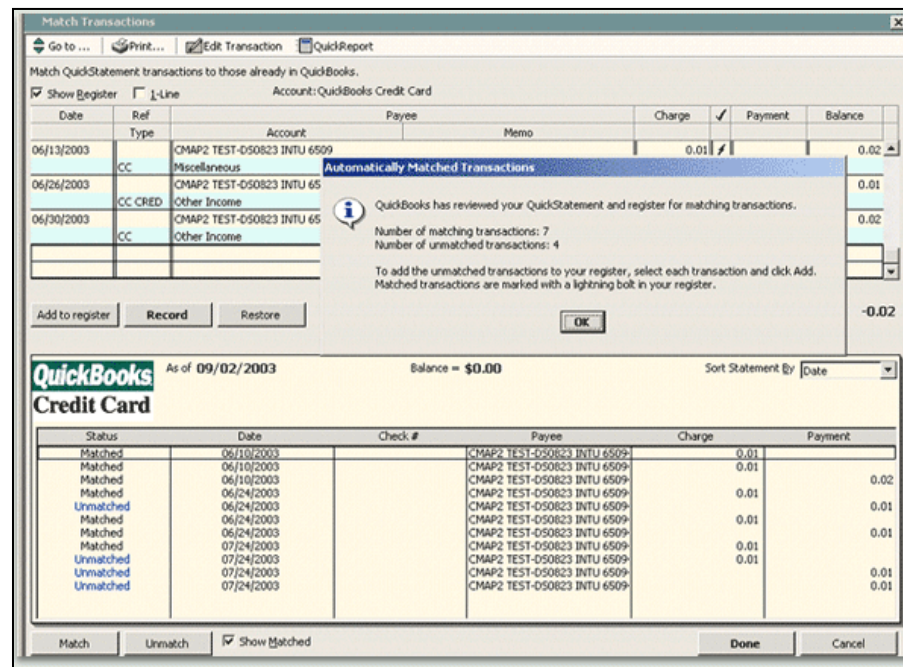 Match Transactions
Go to ... Print... Edit Transaction QuickReport
Match QuickStatement transactions to those already in QuickBooks.
Show Register 1-Line Account:QuickBooks Credit Card
Date Ref Payee Charge ✓ Payment Balance
Type Account Memo
06/13/2003 CMAP2 TEST-DS0823 INTU 6509 0.01 0.02
CC Miscellaneous
06/26/2003 CMAP2 TEST-DS0823 INTU 65 0.01
CC CRED Other Income
06/30/2003 CMAP2 TEST-DS0823 INTU 65 0.02
CC Other Income
Automatically Matched Transactions
QuickBooks has reviewed your QuickStatement and register for matching transactions.
Number of matching transactions: 7
Number of unmatched transactions: 4
To add the unmatched transactions to your register, select each transaction and click Add.
Matched transactions are marked with a lightning bolt in your register.
OK
Add to register Record Restore -0.02
QuickBooks As of 09/02/2003 Balance = $0.00 Sort Statement By Date
Credit Card
Status Date Check # Payee Charge Payment
Matched 06/10/2003 CMAP2 TEST-DS0823 INTU 6509- 0.01
Matched 06/10/2003 CMAP2 TEST-DS0823 INTU 6509- 0.01
Matched 06/10/2003 CMAP2 TEST-DS0823 INTU 6509- 0.02
Matched 06/24/2003 CMAP2 TEST-DS0823 INTU 6509- 0.01
Unmatched 06/24/2003 CMAP2 TEST-DS0823 INTU 6509- 0.01
Matched 06/24/2003 CMAP2 TEST-DS0823 INTU 6509- 0.01
Matched 06/24/2003 CMAP2 TEST-DS0823 INTU 6509- 0.01
Matched 07/24/2003 CMAP2 TEST-DS0823 INTU 6509- 0.01
Unmatched 07/24/2003 CMAP2 TEST-DS0823 INTU 6509- 0.01
Unmatched 07/24/2003 CMAP2 TEST-DS0823 INTU 6509- 0.01
Unmatched 07/24/2003 CMAP2 TEST-DS0823 INTU 6509- 0.01
Match Unmatch Show Matched Done Cancel